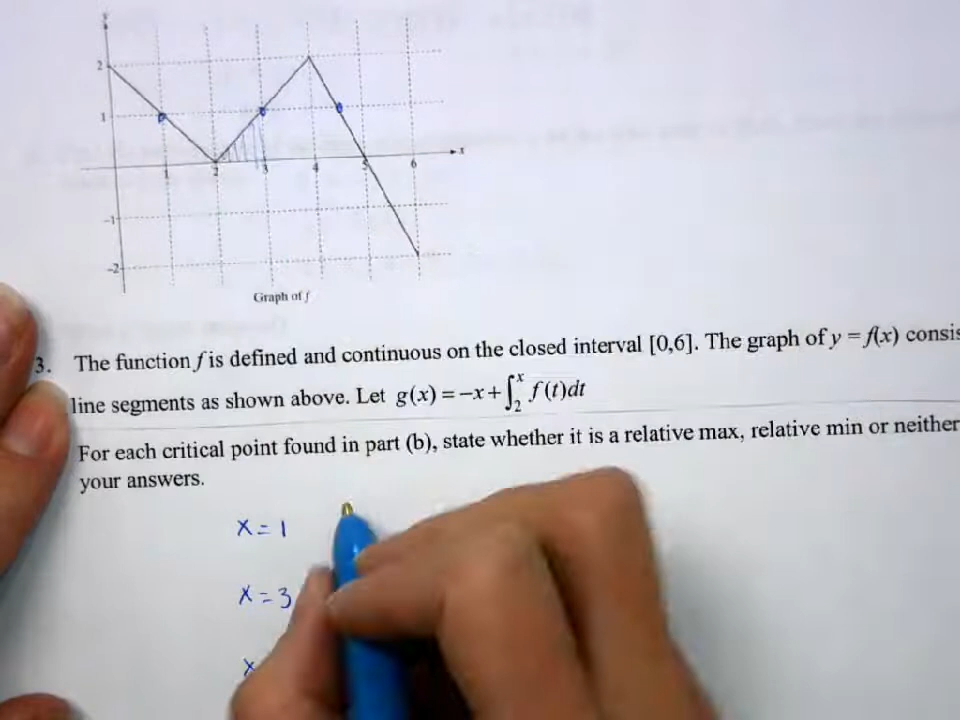 y
2
1
1 2 3 4 5 6 x
-1
-2
Graph of f
3. The function f is defined and continuous on the closed interval [0,6]. The graph of y = f(x) consis
line segments as shown above. Let g(x) = -x + ∫₂ˣ f(t)dt
For each critical point found in part (b), state whether it is a relative max, relative min or neither
your answers.
x = 1
x = 3
x